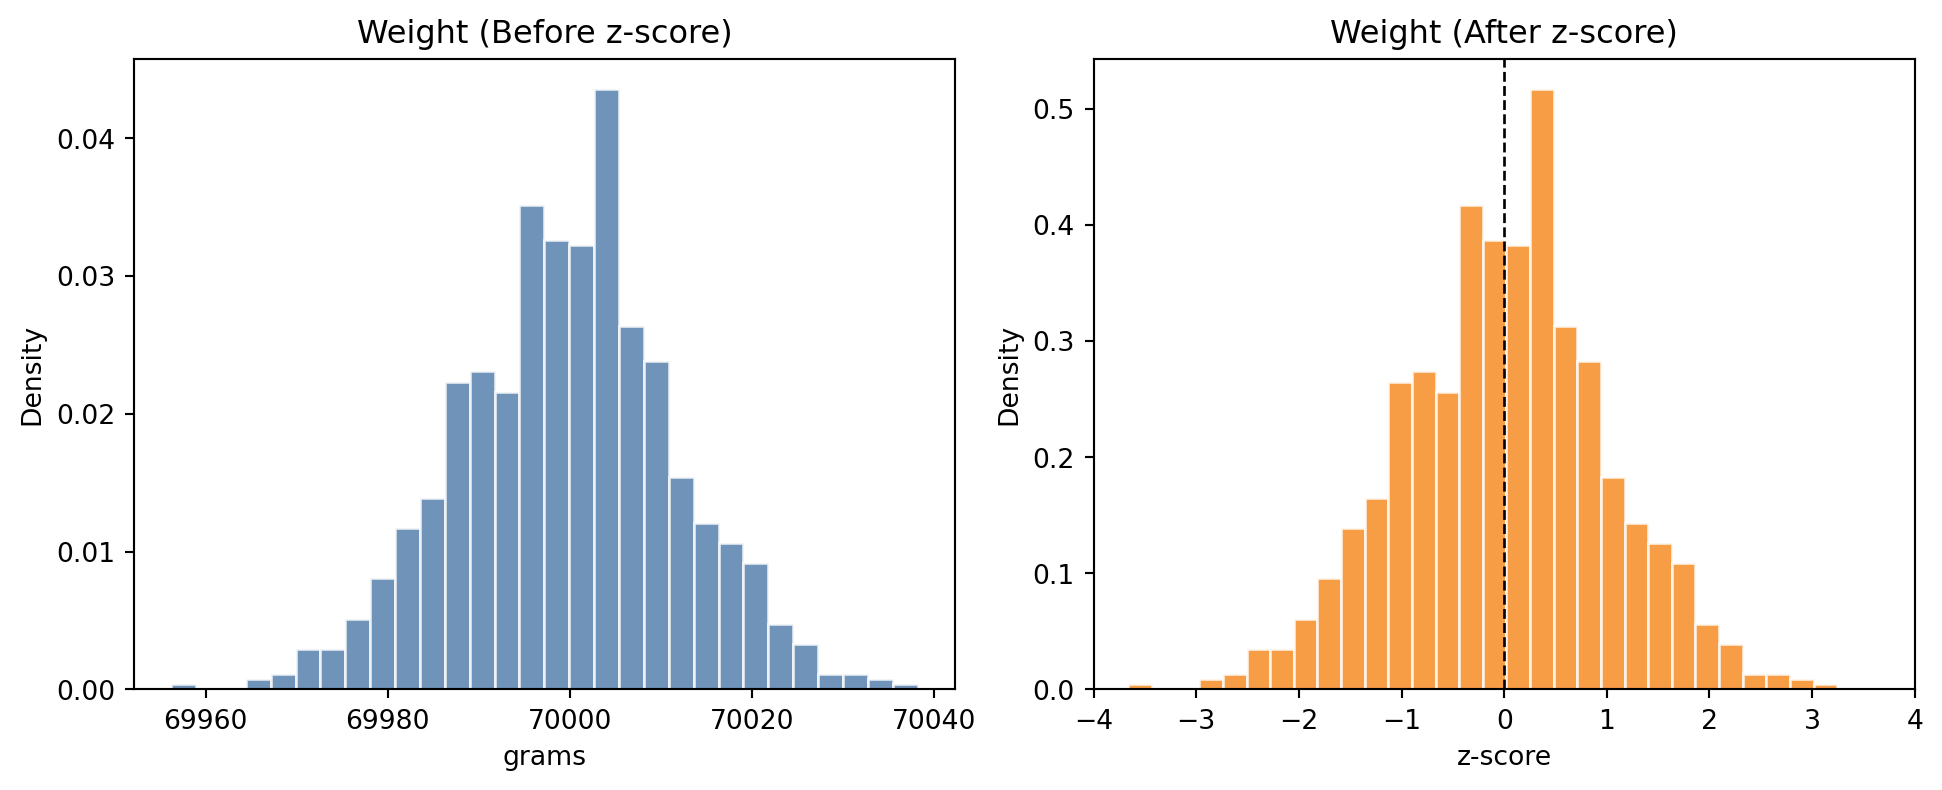 Weight (Before z-score)
Density
0.04
0.03
0.02
0.01
0.00
69960 69980 70000 70020 70040
grams
Weight (After z-score)
Density
0.5
0.4
0.3
0.2
0.1
0.0
−4 −3 −2 −1 0 1 2 3 4
z-score